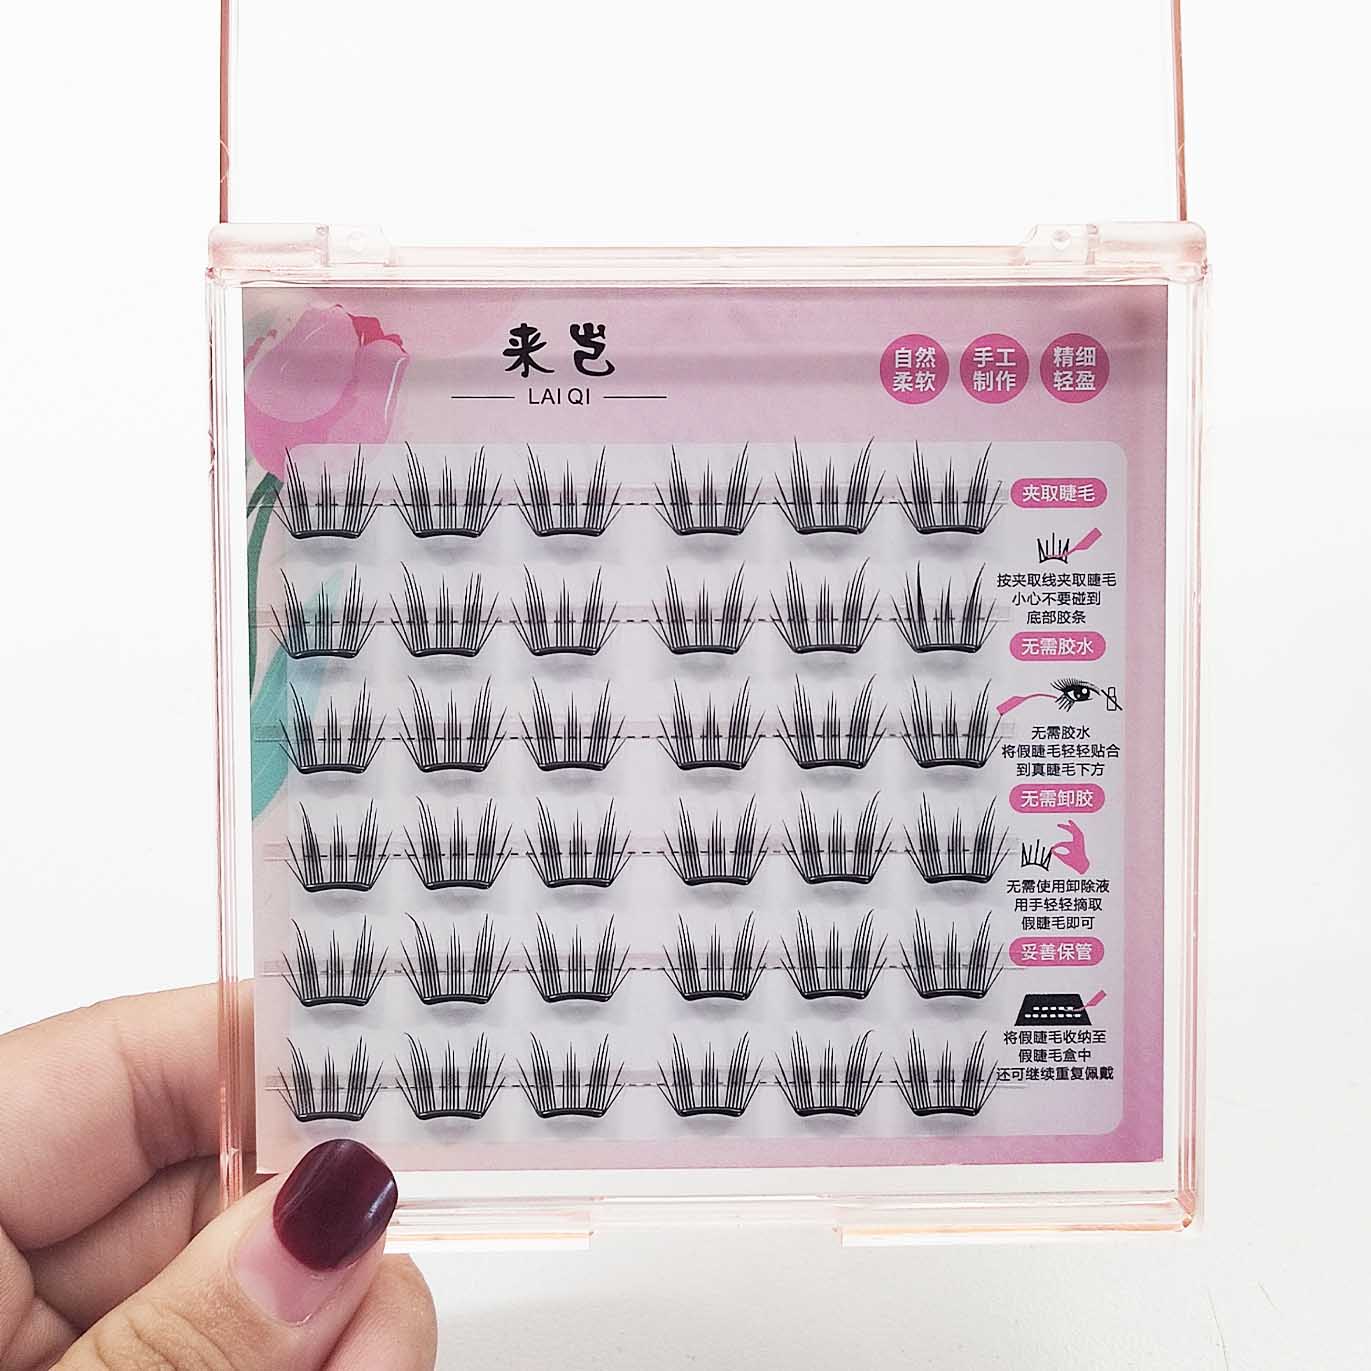 来岂
LAI QI
自然
柔软
手工
制作
精细
轻盈
夹取睫毛
按夹取线夹取睫毛
小心不要碰到
底部胶条
无需胶水
无需胶水
将假睫毛轻轻贴合
到真睫毛下方
无需卸胶
无需使用卸除液
用手轻轻摘取
假睫毛即可
妥善保管
将假睫毛收纳至
假睫毛盒中
还可继续重复佩戴